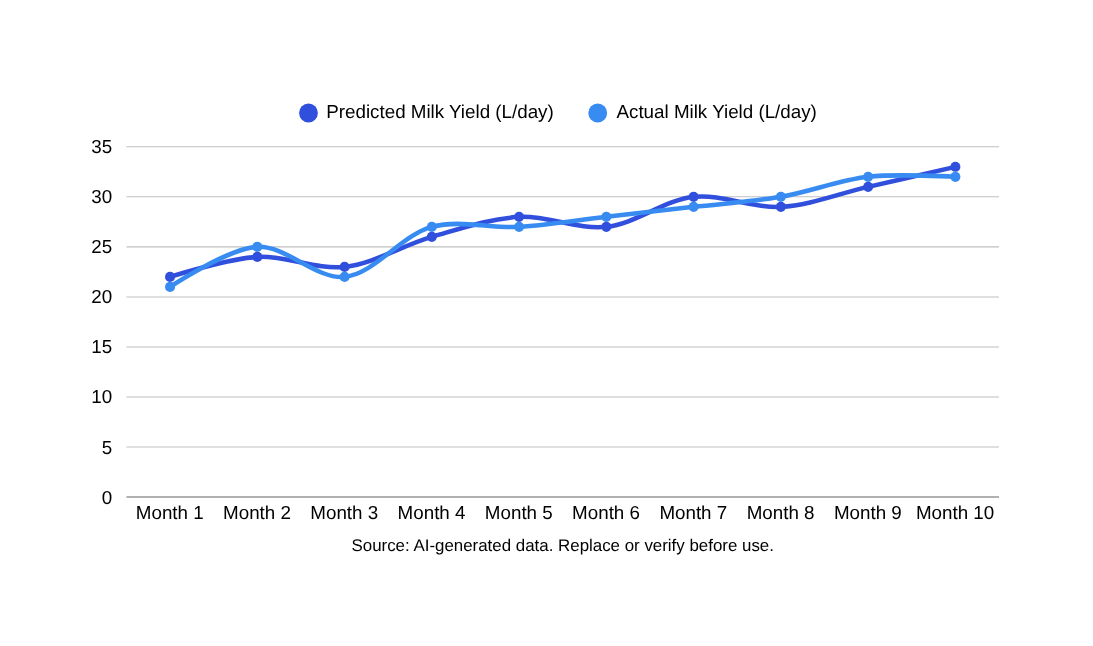 Predicted Milk Yield (L/day) Actual Milk Yield (L/day)
35
30
25
20
15
10
5
0
Month 1 Month 2 Month 3 Month 4 Month 5 Month 6 Month 7 Month 8 Month 9 Month 10
Source: AI-generated data. Replace or verify before use.